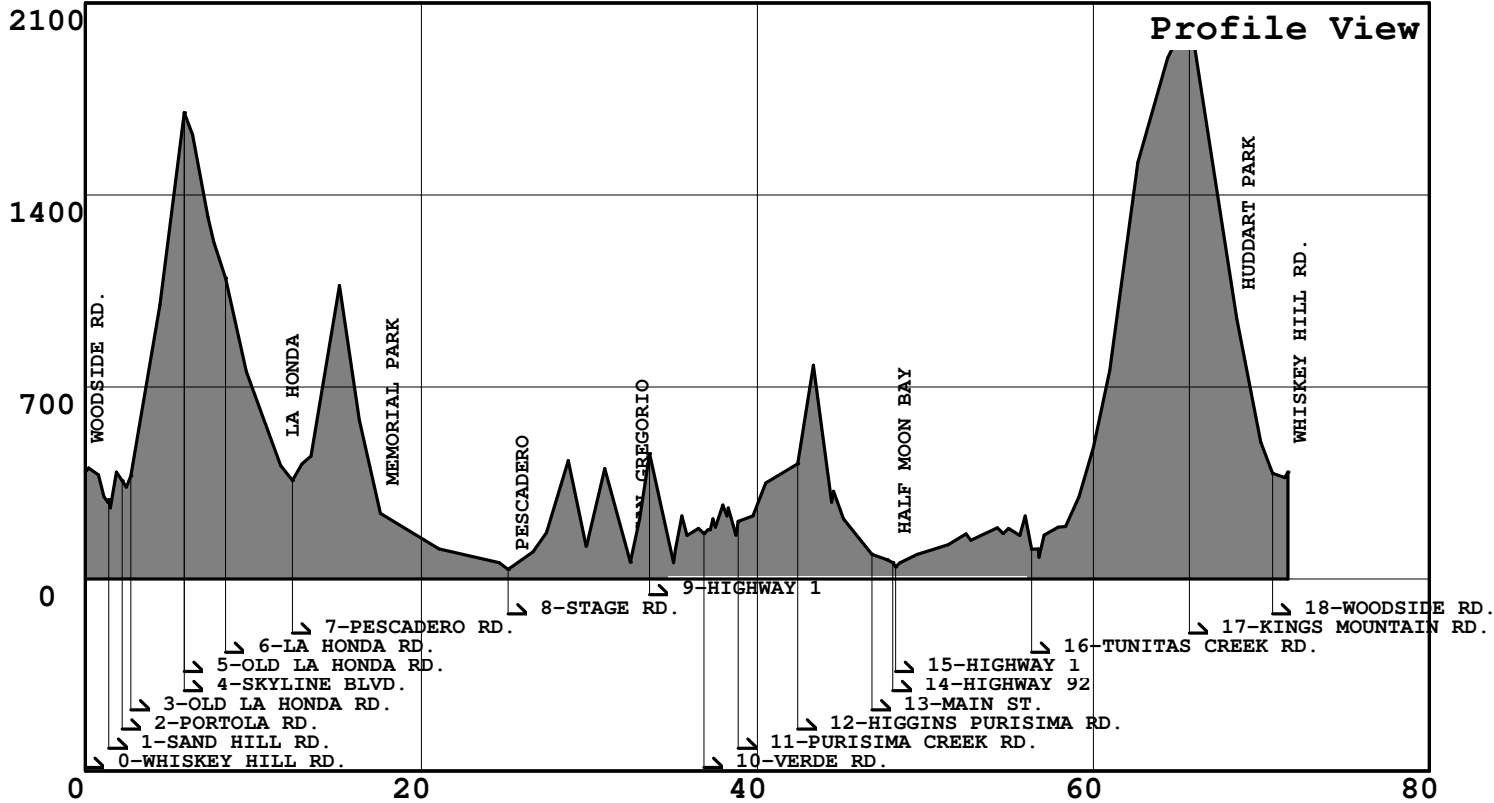 2100
Profile View
1400
700
0
WOODSIDE RD.
LA HONDA
MEMORIAL PARK
PESCADERO
GREGORIO
HALF MOON BAY
HUDDART PARK
WHISKEY HILL RD.
9-HIGHWAY 1
8-STAGE RD.
18-WOODSIDE RD.
7-PESCADERO RD.
17-KINGS MOUNTAIN RD.
6-LA HONDA RD.
16-TUNITAS CREEK RD.
5-OLD LA HONDA RD.
15-HIGHWAY 1
4-SKYLINE BLVD.
14-HIGHWAY 92
3-OLD LA HONDA RD.
13-MAIN ST.
2-PORTOLA RD.
12-HIGGINS PURISIMA RD.
1-SAND HILL RD.
11-PURISIMA CREEK RD.
0-WHISKEY HILL RD.
10-VERDE RD.
0 20 40 60 80